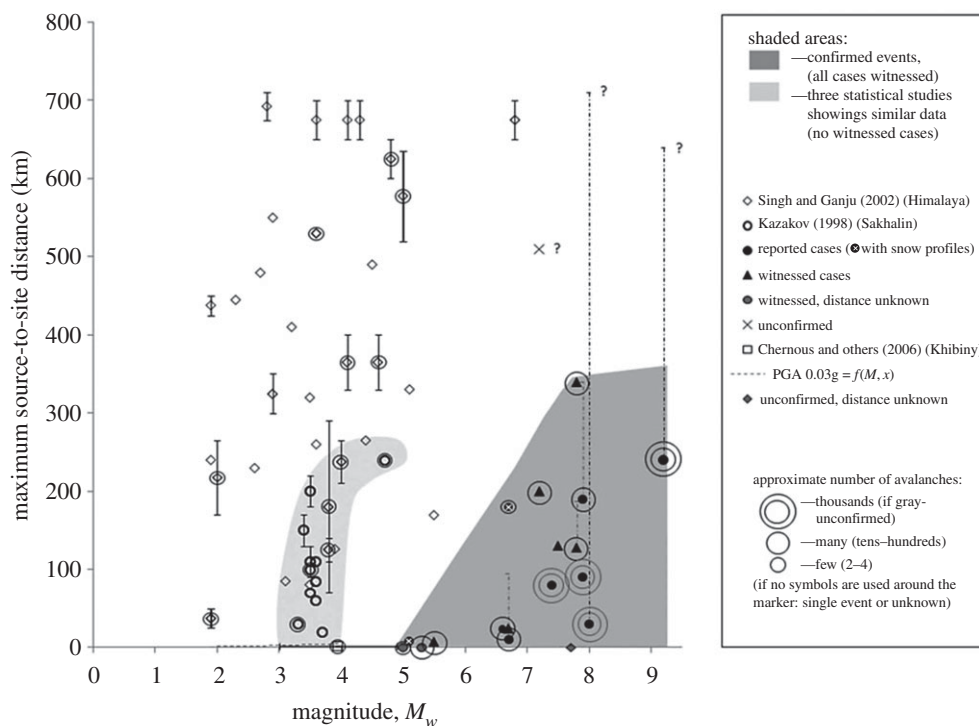 800
700
600
500
400
300
200
100
0
maximum source-to-site distance (km)
0 1 2 3 4 5 6 7 8 9
magnitude, M_w
?
?
?
shaded areas:
—confirmed events,
(all cases witnessed)
—three statistical studies
showings similar data
(no witnessed cases)
Singh and Ganju (2002) (Himalaya)
Kazakov (1998) (Sakhalin)
reported cases ( with snow profiles)
witnessed cases
witnessed, distance unknown
unconfirmed
Chernous and others (2006) (Khibiny)
PGA 0.03g = f(M, x)
unconfirmed, distance unknown
approximate number of avalanches:
—thousands (if gray-
unconfirmed)
—many (tens–hundreds)
—few (2–4)
(if no symbols are used around the
marker: single event or unknown)